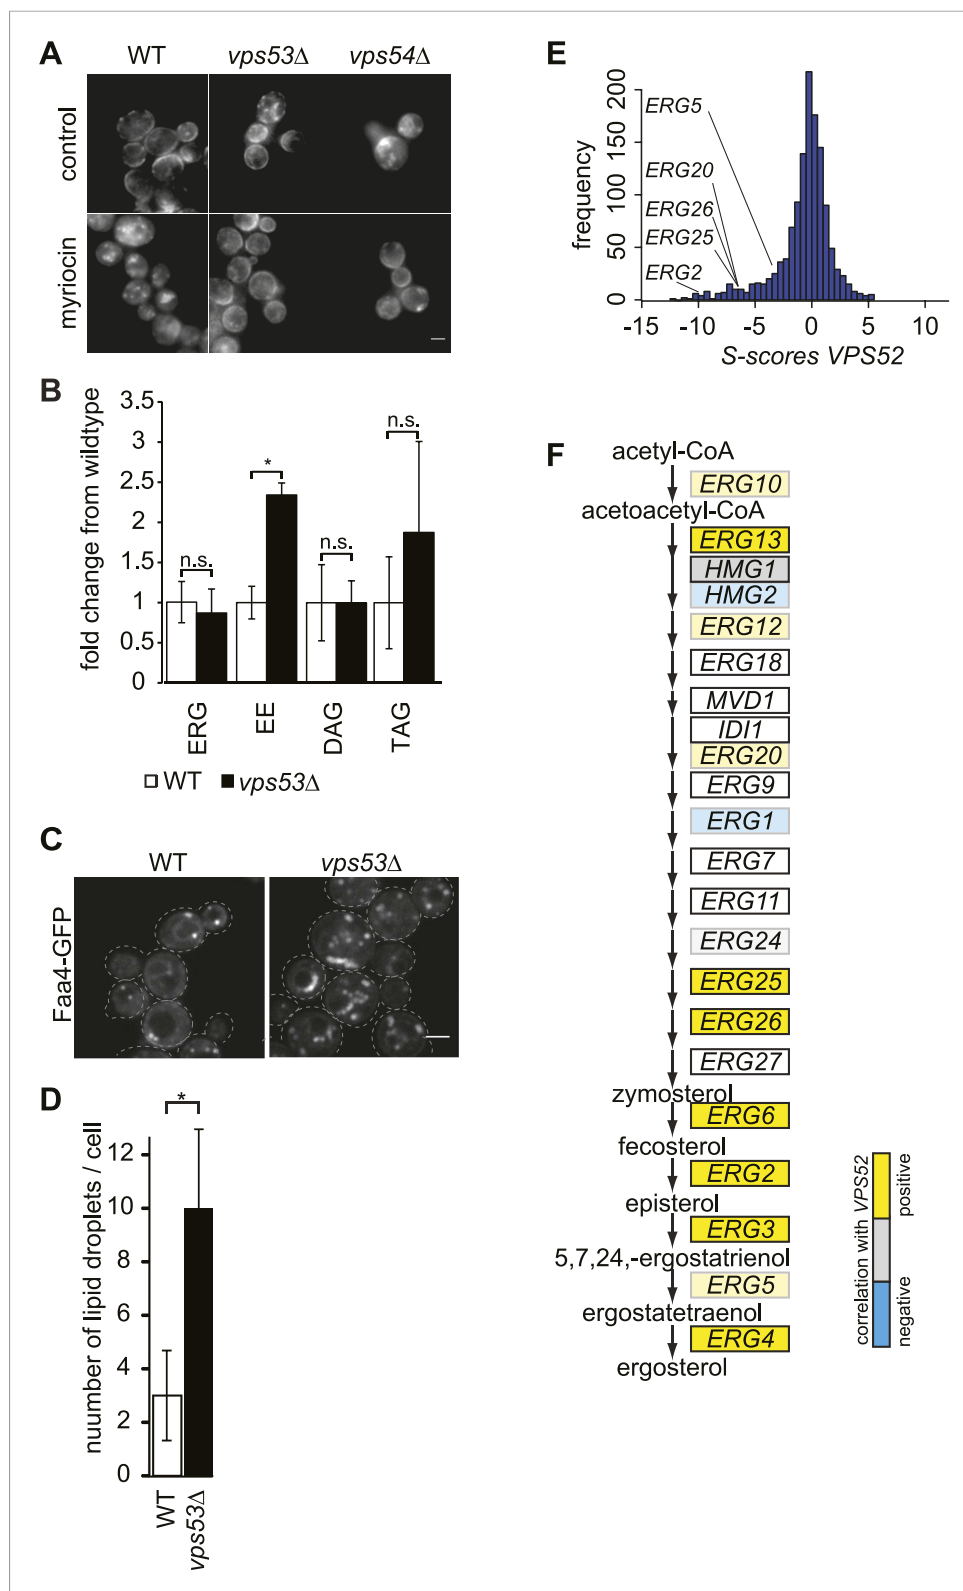 A
WT
vps53Δ
vps54Δ
control
myriocin
B
fold change from wildtype
3.5
3
2.5
2
1.5
1
0.5
0
n.s.
*
n.s.
n.s.
ERG
EE
DAG
TAG
WT
vps53Δ
C
WT
vps53Δ
Faa4-GFP
D
nuumber of lipid droplets / cell
*
12
10
8
6
4
2
0
WT
vps53Δ
E
frequency
200
150
100
50
0
ERG5
ERG20
ERG26
ERG25
ERG2
-15
-10
-5
0
5
10
S-scores VPS52
F
acetyl-CoA
ERG10
acetoacetyl-CoA
ERG13
HMG1
HMG2
ERG12
ERG18
MVD1
IDI1
ERG20
ERG9
ERG1
ERG7
ERG11
ERG24
ERG25
ERG26
ERG27
zymosterol
ERG6
fecosterol
ERG2
episterol
ERG3
5,7,24,-ergostatrienol
ERG5
ergostatetraenol
ERG4
ergosterol
correlation with VPS52
positive
negative